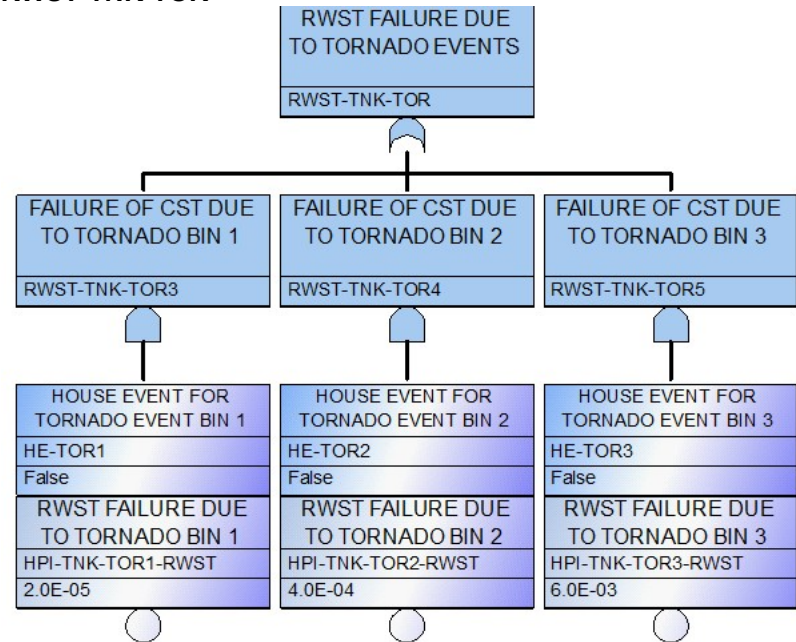 RWST FAILURE DUE
TO TORNADO EVENTS
RWST-TNK-TOR
FAILURE OF CST DUE
TO TORNADO BIN 1
RWST-TNK-TOR3
FAILURE OF CST DUE
TO TORNADO BIN 2
RWST-TNK-TOR4
FAILURE OF CST DUE
TO TORNADO BIN 3
RWST-TNK-TOR5
HOUSE EVENT FOR
TORNADO EVENT BIN 1
HE-TOR1
False
RWST FAILURE DUE
TO TORNADO BIN 1
HPI-TNK-TOR1-RWST
2.0E-05
HOUSE EVENT FOR
TORNADO EVENT BIN 2
HE-TOR2
False
RWST FAILURE DUE
TO TORNADO BIN 2
HPI-TNK-TOR2-RWST
4.0E-04
HOUSE EVENT FOR
TORNADO EVENT BIN 3
HE-TOR3
False
RWST FAILURE DUE
TO TORNADO BIN 3
HPI-TNK-TOR3-RWST
6.0E-03